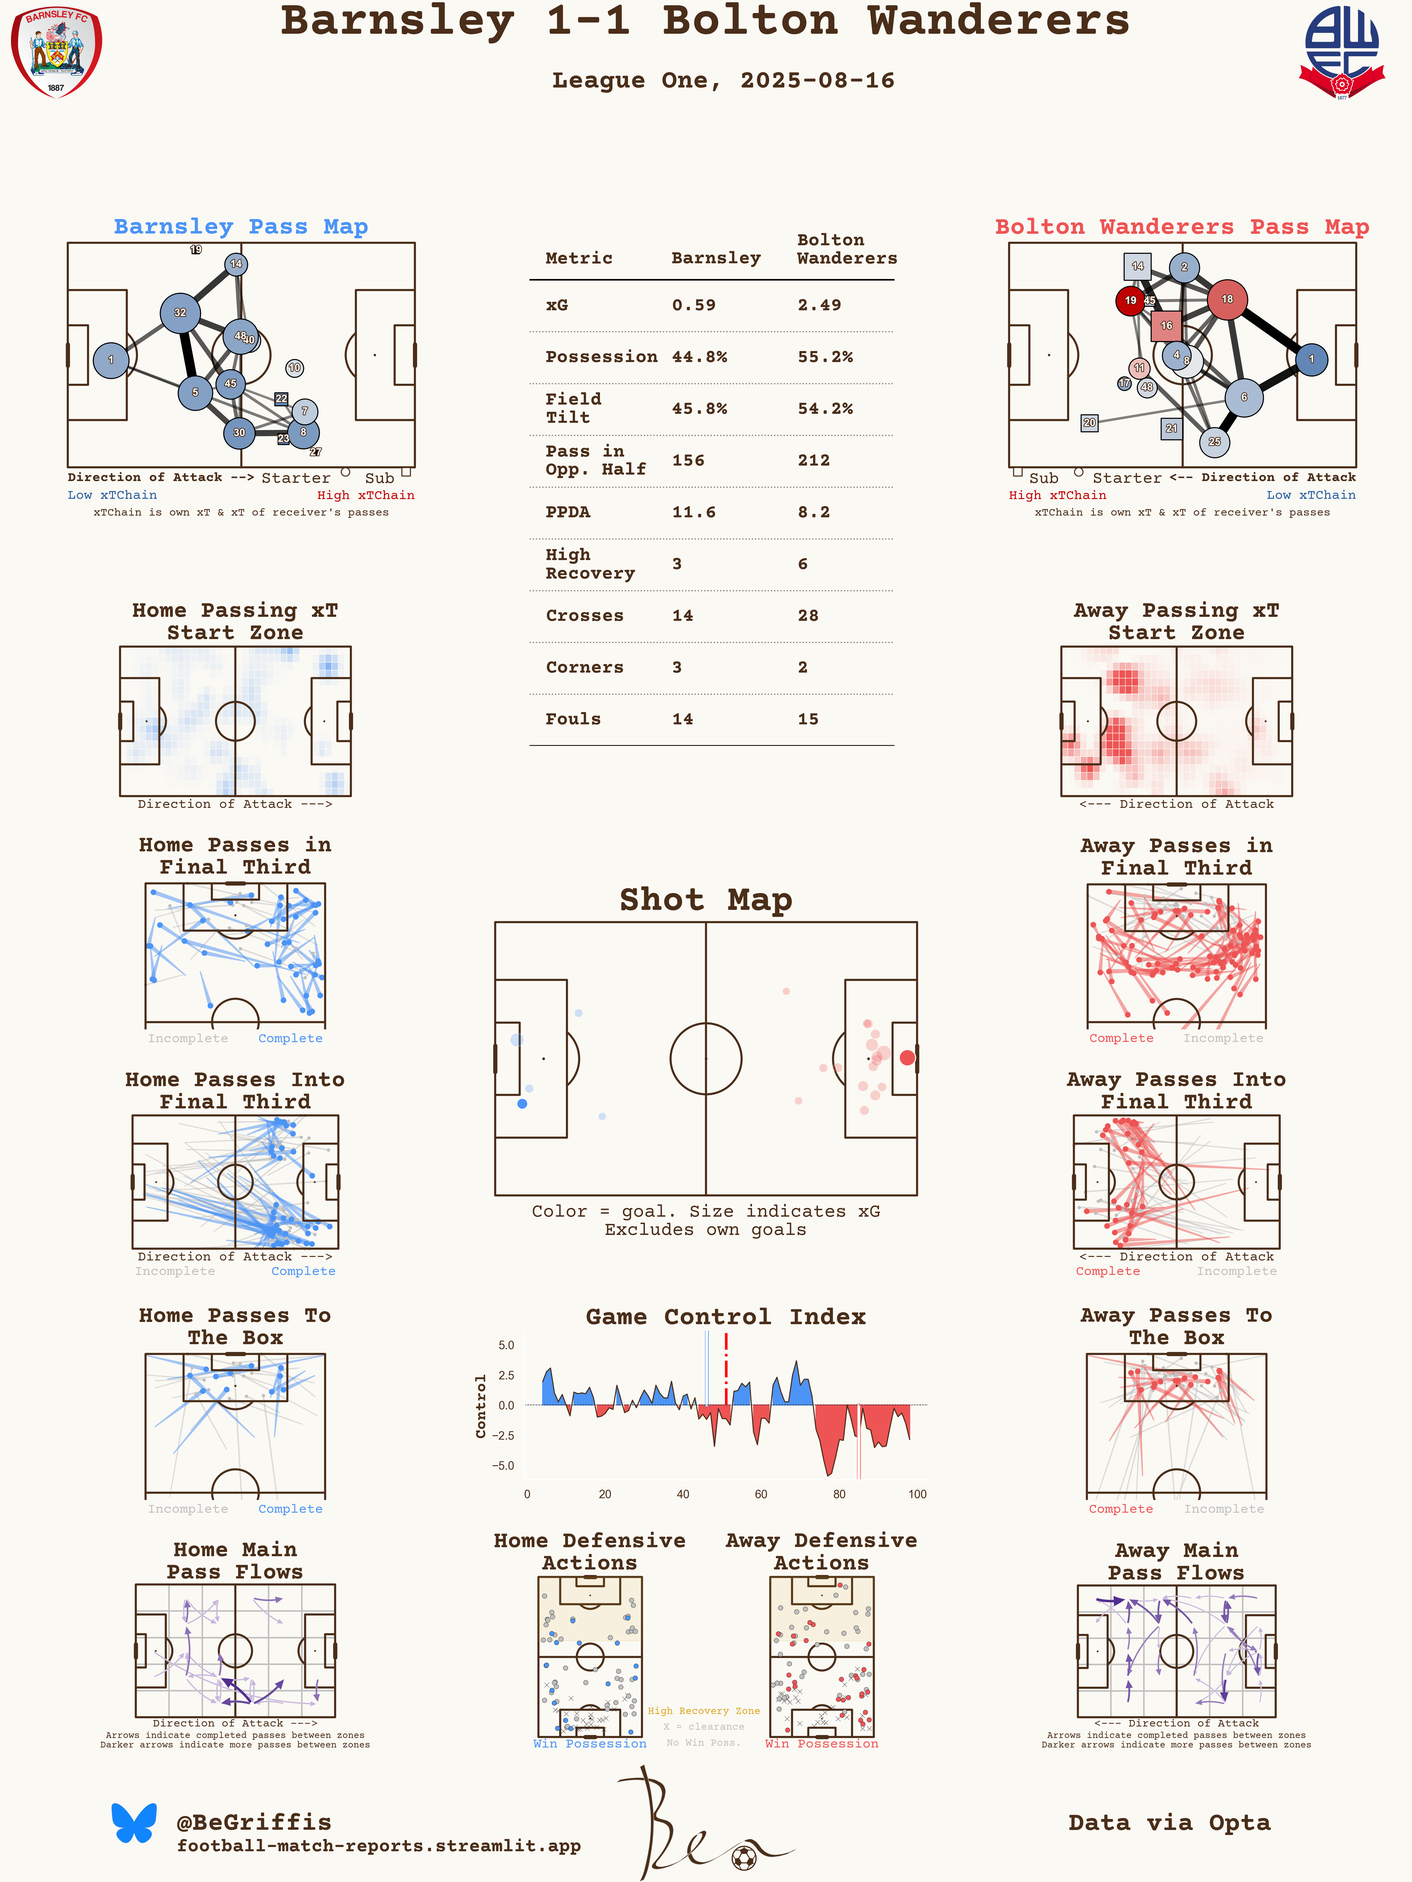 Barnsley 1-1 Bolton Wanderers
League One, 2025-08-16
BARNSLEY FC
1887
BW
FC
1877
Barnsley Pass Map
19
14
32
48
40
1
10
45
5
22
7
30
23
8
27
Direction of Attack --> Starter Sub
Low xTChain High xTChain
xTChain is own xT & xT of receiver's passes
Metric Barnsley Bolton Wanderers
xG 0.59 2.49
Possession 44.8% 55.2%
Field Tilt 45.8% 54.2%
Pass in Opp. Half 156 212
PPDA 11.6 8.2
High Recovery 3 6
Crosses 14 28
Corners 3 2
Fouls 14 15
Bolton Wanderers Pass Map
14
2
19
45
18
16
4
8
1
11
17
48
6
20
21
25
Sub Starter <-- Direction of Attack
High xTChain Low xTChain
xTChain is own xT & xT of receiver's passes
Home Passing xT
Start Zone
Direction of Attack --->
Away Passing xT
Start Zone
<--- Direction of Attack
Home Passes in
Final Third
Incomplete Complete
Away Passes in
Final Third
Complete Incomplete
Shot Map
Color = goal. Size indicates xG
Excludes own goals
Home Passes Into
Final Third
Direction of Attack --->
Incomplete Complete
Away Passes Into
Final Third
<--- Direction of Attack
Complete Incomplete
Home Passes To
The Box
Incomplete Complete
Game Control Index
Control
5.0
2.5
0.0
−2.5
−5.0
0 20 40 60 80 100
Away Passes To
The Box
Complete Incomplete
Home Main
Pass Flows
Direction of Attack --->
Arrows indicate completed passes between zones
Darker arrows indicate more passes between zones
Home Defensive
Actions
Win Possession
High Recovery Zone
X = clearance
No Win Poss.
Away Defensive
Actions
Win Possession
Away Main
Pass Flows
<--- Direction of Attack
Arrows indicate completed passes between zones
Darker arrows indicate more passes between zones
@BeGriffis
football-match-reports.streamlit.app
Ben
Data via Opta